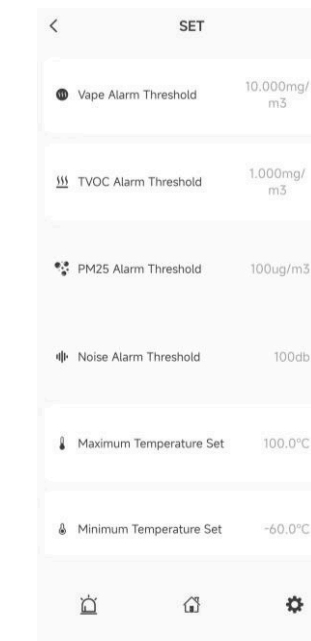 SET
Vape Alarm Threshold
10.000mg/
m3
TVOC Alarm Threshold
1.000mg/
m3
PM25 Alarm Threshold
100ug/m3
Noise Alarm Threshold
100db
Maximum Temperature Set
100.0°C
Minimum Temperature Set
-60.0°C